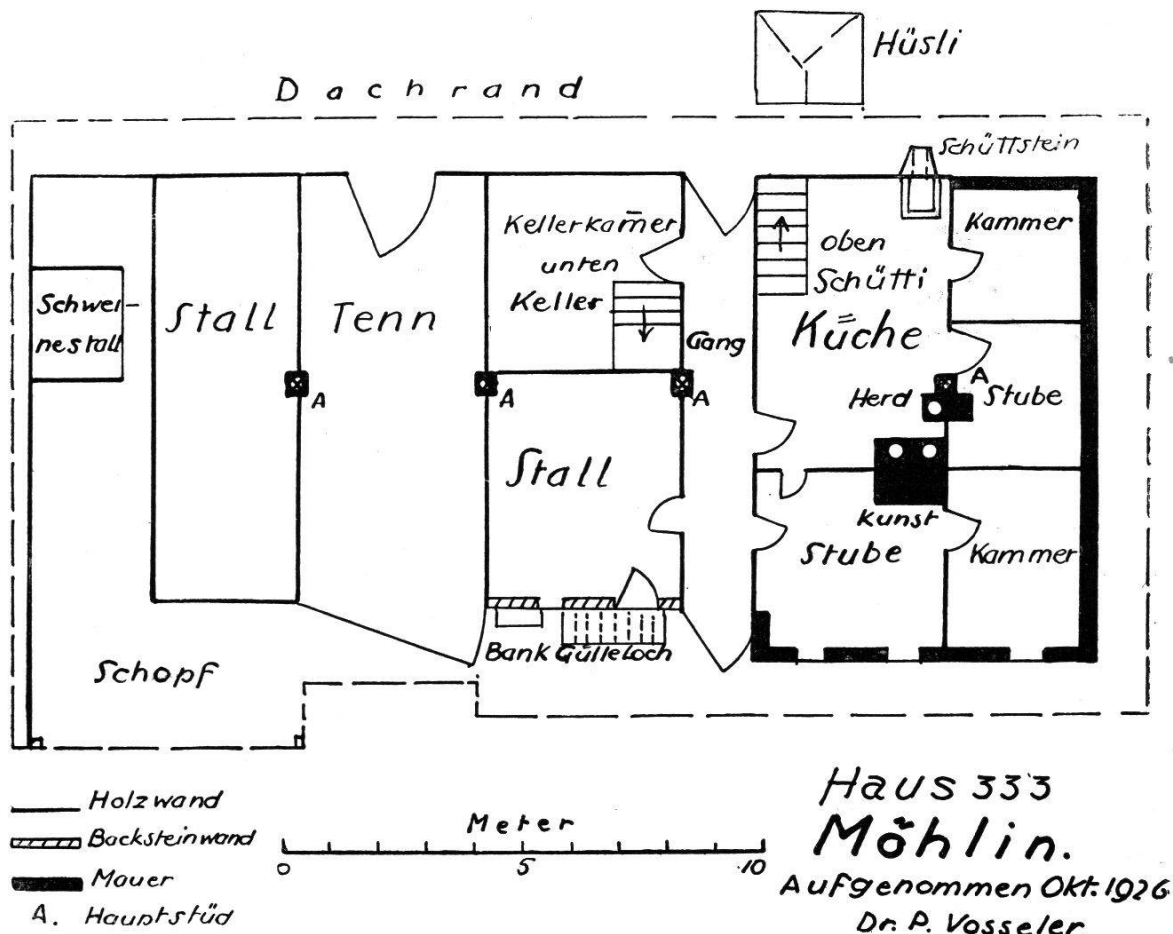 Hüsli
Dachrand
Schüttstein
Kellerkam̄er
unten
Keller
oben
Schütti
Kammer
Schwei-
nestall
Stall
Tenn
Gang
Küche
A
A
A
A
Herd
Stube
Stall
Kunst
Stube
Kammer
Bank
Gülleloch
Schopf
Holzwand
Backsteinwand
Mauer
A. Hauptstüd
Meter
0 5 10
Haus 333
Möhlin.
Aufgenommen Okt. 1926
Dr. P. Vosseler